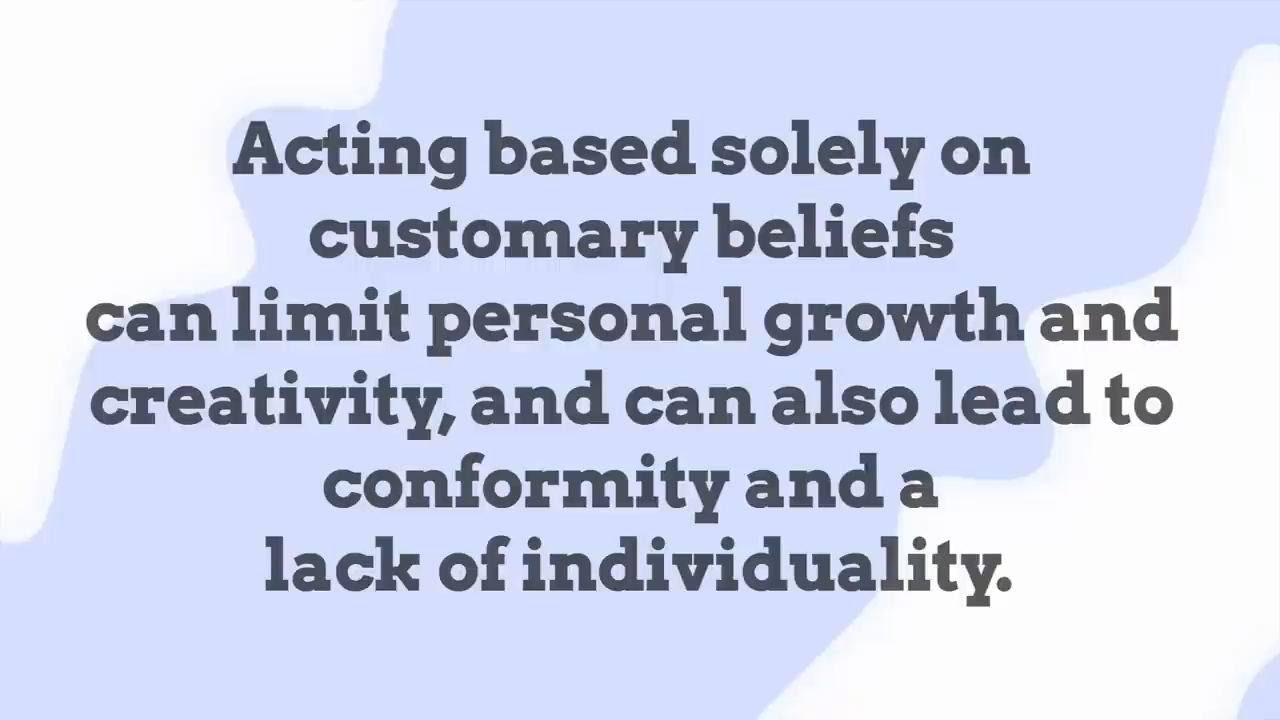 Acting based solely on
customary beliefs
can limit personal growth and
creativity, and can also lead to
conformity and a
lack of individuality.